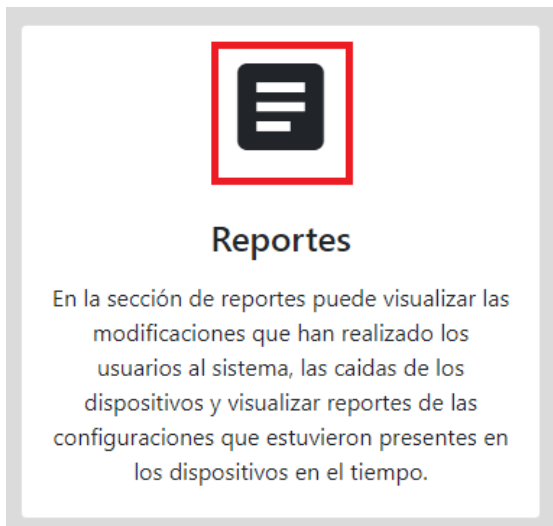 Reportes
En la sección de reportes puede visualizar las
modificaciones que han realizado los
usuarios al sistema, las caidas de los
dispositivos y visualizar reportes de las
configuraciones que estuvieron presentes en
los dispositivos en el tiempo.